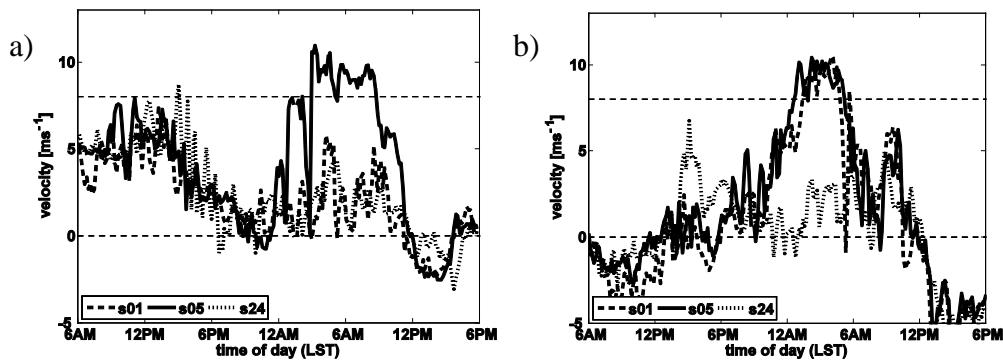 a)
velocity [ms⁻¹]
10
5
0
-5
s01 s05 s24
6AM 12PM 6PM 12AM 6AM 12PM 6PM
time of day (LST)
b)
velocity [ms⁻¹]
10
5
0
-5
s01 s05 s24
6AM 12PM 6PM 12AM 6AM 12PM 6PM
time of day (LST)